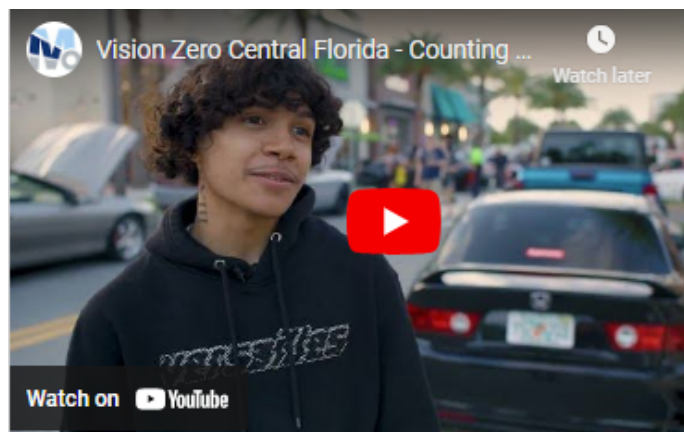 Vision Zero Central Florida - Counting ...
Watch later
Watch on YouTube